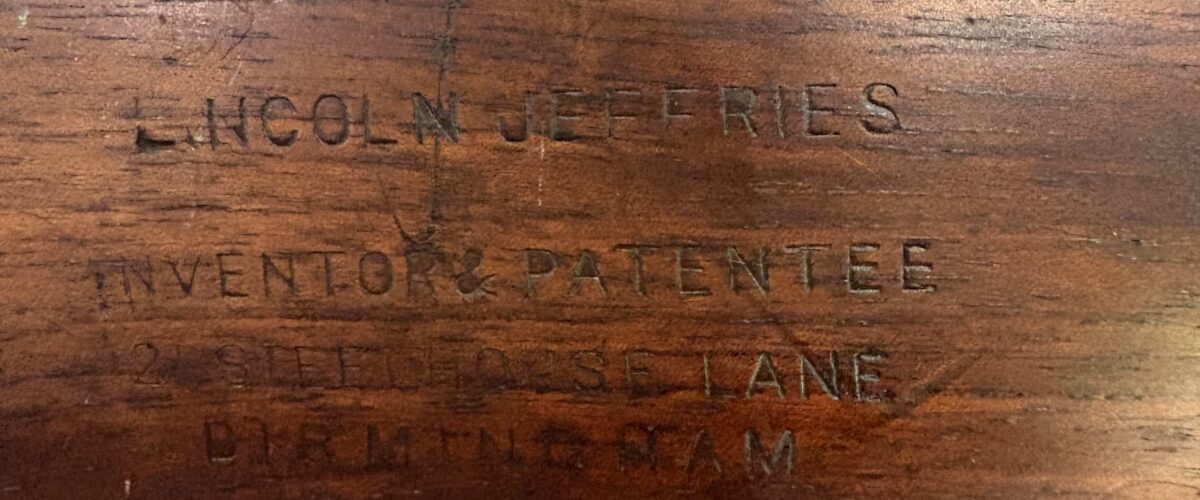 LINCOLN JEFFRIES
INVENTOR & PATENTEE
STEELHOUSE LANE
BIRMINGHAM